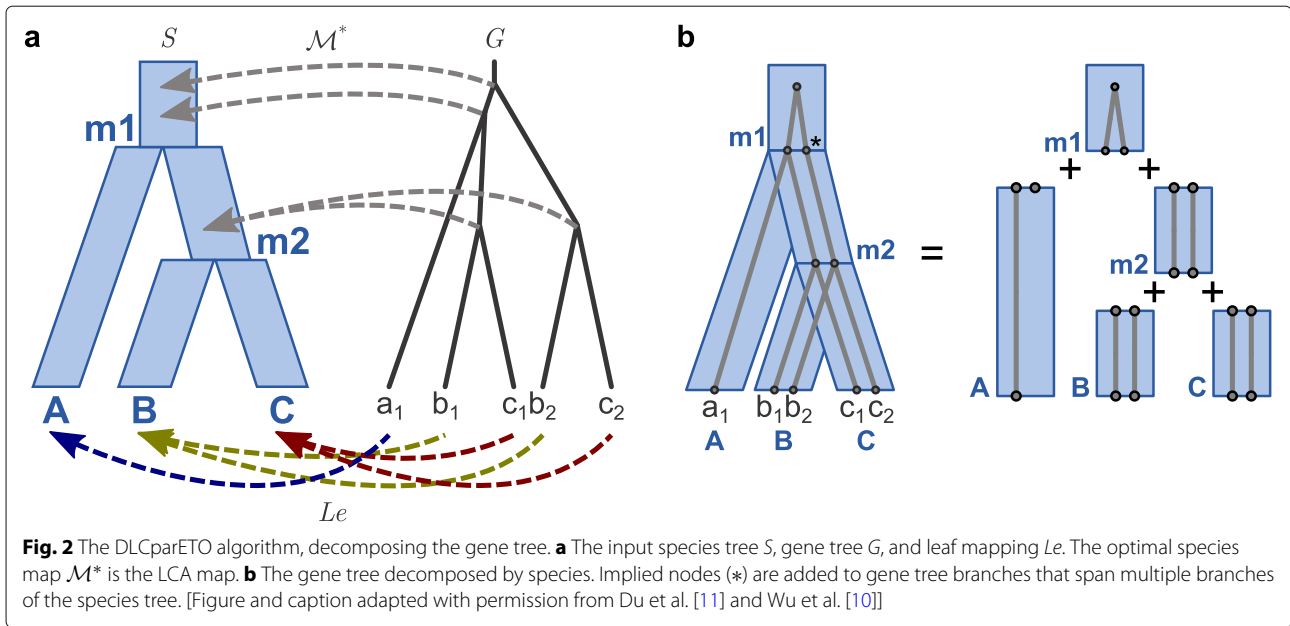 a
S
M*
G
m1
m2
A B C
a1 b1 c1 b2 c2
Le
b
m1
*
m2
a1 b1 b2 c1 c2
A B C
=
m1
+ +
m2
+ +
A B C
Fig. 2 The DLCparETO algorithm, decomposing the gene tree. a The input species tree S, gene tree G, and leaf mapping Le. The optimal species
map M* is the LCA map. b The gene tree decomposed by species. Implied nodes (*) are added to gene tree branches that span multiple branches
of the species tree. [Figure and caption adapted with permission from Du et al. [11] and Wu et al. [10]]